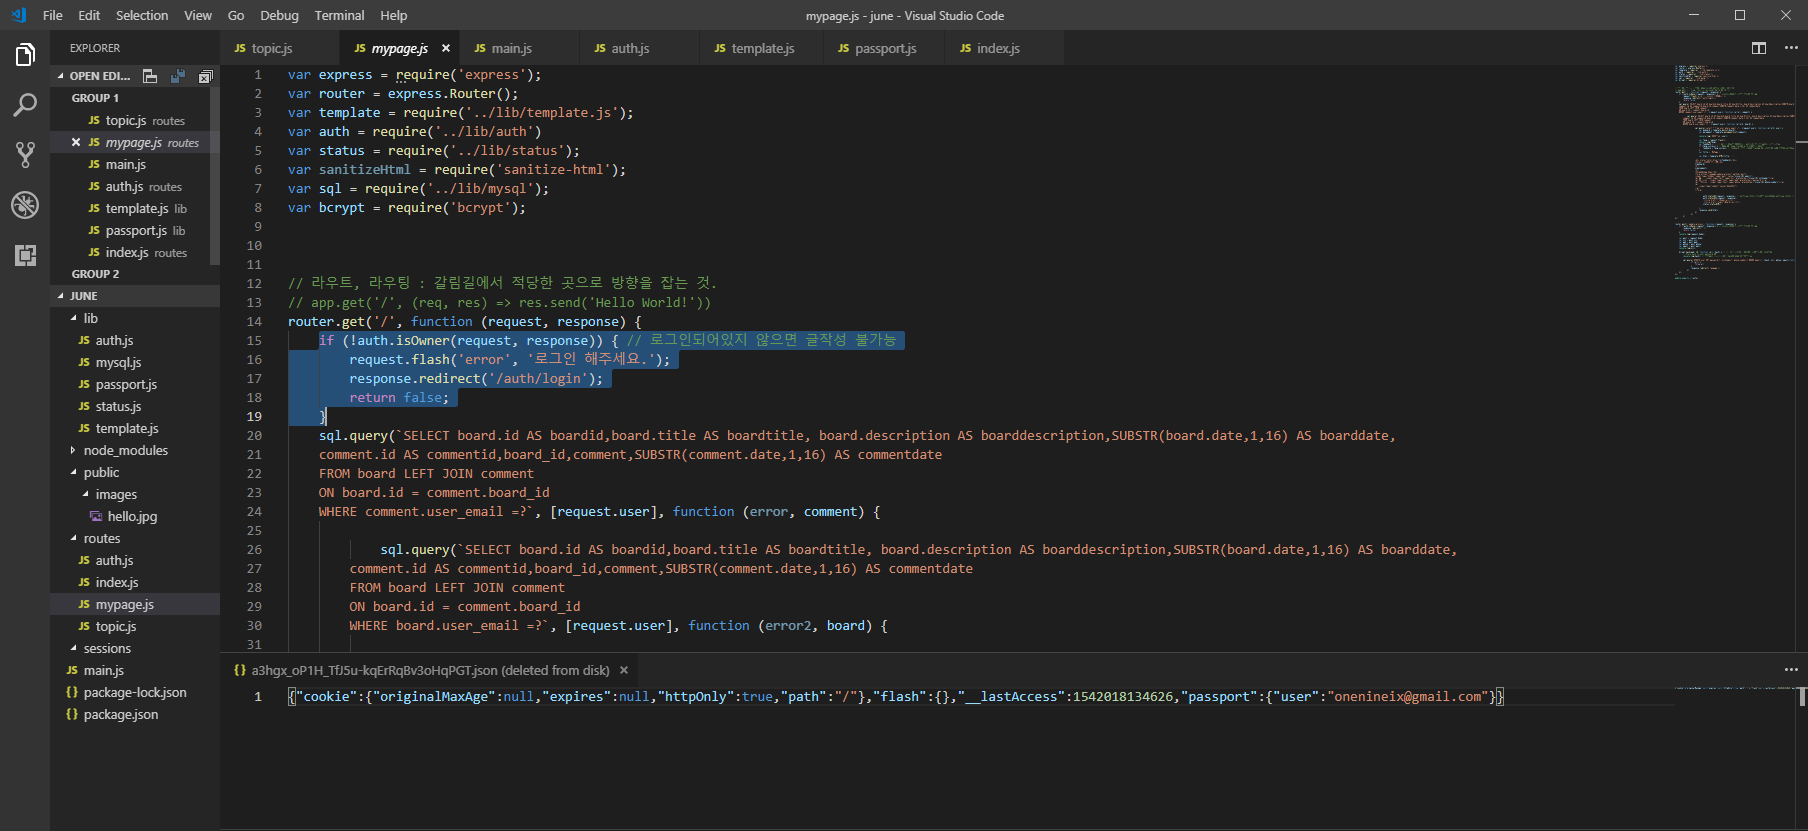 File Edit Selection View Go Debug Terminal Help
mypage.js - june - Visual Studio Code
EXPLORER
OPEN EDI...
GROUP 1
JS topic.js routes
JS mypage.js routes
JS main.js
JS auth.js routes
JS template.js lib
JS passport.js lib
JS index.js routes
GROUP 2
JUNE
lib
JS auth.js
JS mysql.js
JS passport.js
JS status.js
JS template.js
node_modules
public
images
hello.jpg
routes
JS auth.js
JS index.js
JS mypage.js
JS topic.js
sessions
JS main.js
{} package-lock.json
{} package.json
JS topic.js JS mypage.js JS main.js JS auth.js JS template.js JS passport.js JS index.js
1 var express = require('express');
2 var router = express.Router();
3 var template = require('../lib/template.js');
4 var auth = require('../lib/auth')
5 var status = require('../lib/status');
6 var sanitizeHtml = require('sanitize-html');
7 var sql = require('../lib/mysql');
8 var bcrypt = require('bcrypt');
9
10
11
12 // 라우트, 라우팅 : 갈림길에서 적당한 곳으로 방향을 잡는 것.
13 // app.get('/', (req, res) => res.send('Hello World!'))
14 router.get('/', function (request, response) {
15 if (!auth.isOwner(request, response)) { // 로그인되어있지 않으면 글작성 불가능
16 request.flash('error', '로그인 해주세요.');
17 response.redirect('/auth/login');
18 return false;
19 }
20 sql.query(`SELECT board.id AS boardid,board.title AS boardtitle, board.description AS boarddescription,SUBSTR(board.date,1,16) AS boarddate,
21 comment.id AS commentid,board_id,comment,SUBSTR(comment.date,1,16) AS commentdate
22 FROM board LEFT JOIN comment
23 ON board.id = comment.board_id
24 WHERE comment.user_email =?`, [request.user], function (error, comment) {
25
26 sql.query(`SELECT board.id AS boardid,board.title AS boardtitle, board.description AS boarddescription,SUBSTR(board.date,1,16) AS boarddate,
27 comment.id AS commentid,board_id,comment,SUBSTR(comment.date,1,16) AS commentdate
28 FROM board LEFT JOIN comment
29 ON board.id = comment.board_id
30 WHERE board.user_email =?`, [request.user], function (error2, board) {
31
{} a3hgx_oP1H_TfJ5u-kqErRqBv3oHqPGT.json (deleted from disk)
1 {"cookie":{"originalMaxAge":null,"expires":null,"httpOnly":true,"path":"/"},"flash":{},"__lastAccess":1542018134626,"passport":{"user":"onenineix@gmail.com"}}